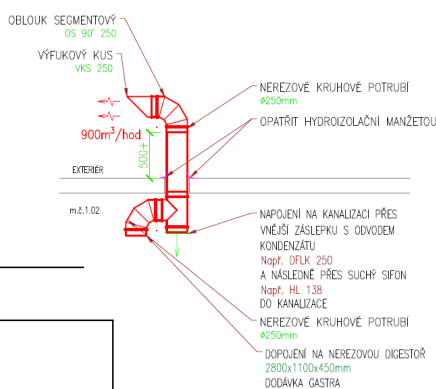 OBLOUK SEGMENTOVÝ
OS 90° 250
VÝFUKOVÝ KUS
VKS 250
NEREZOVÉ KRUHOVÉ POTRUBÍ
ø250mm
OPATŘIT HYDROIZOLAČNÍ MANŽETOU
900m³/hod
500+
EXTERIÉR
m.č.1.02
NAPOJENÍ NA KANALIZACI PŘES
VNĚJŠÍ ZÁSLEPKU S ODVODEM
KONDENZÁTU
Např. DFLK 250
A NÁSLEDNĚ PŘES SUCHÝ SIFON
Např. HL 138
DO KANALIZACE
NEREZOVÉ KRUHOVÉ POTRUBÍ
ø250mm
DOPOJENÍ NA NEREZOVOU DIGESTOŘ
2800x1100x450mm
DODÁVKA GASTRA